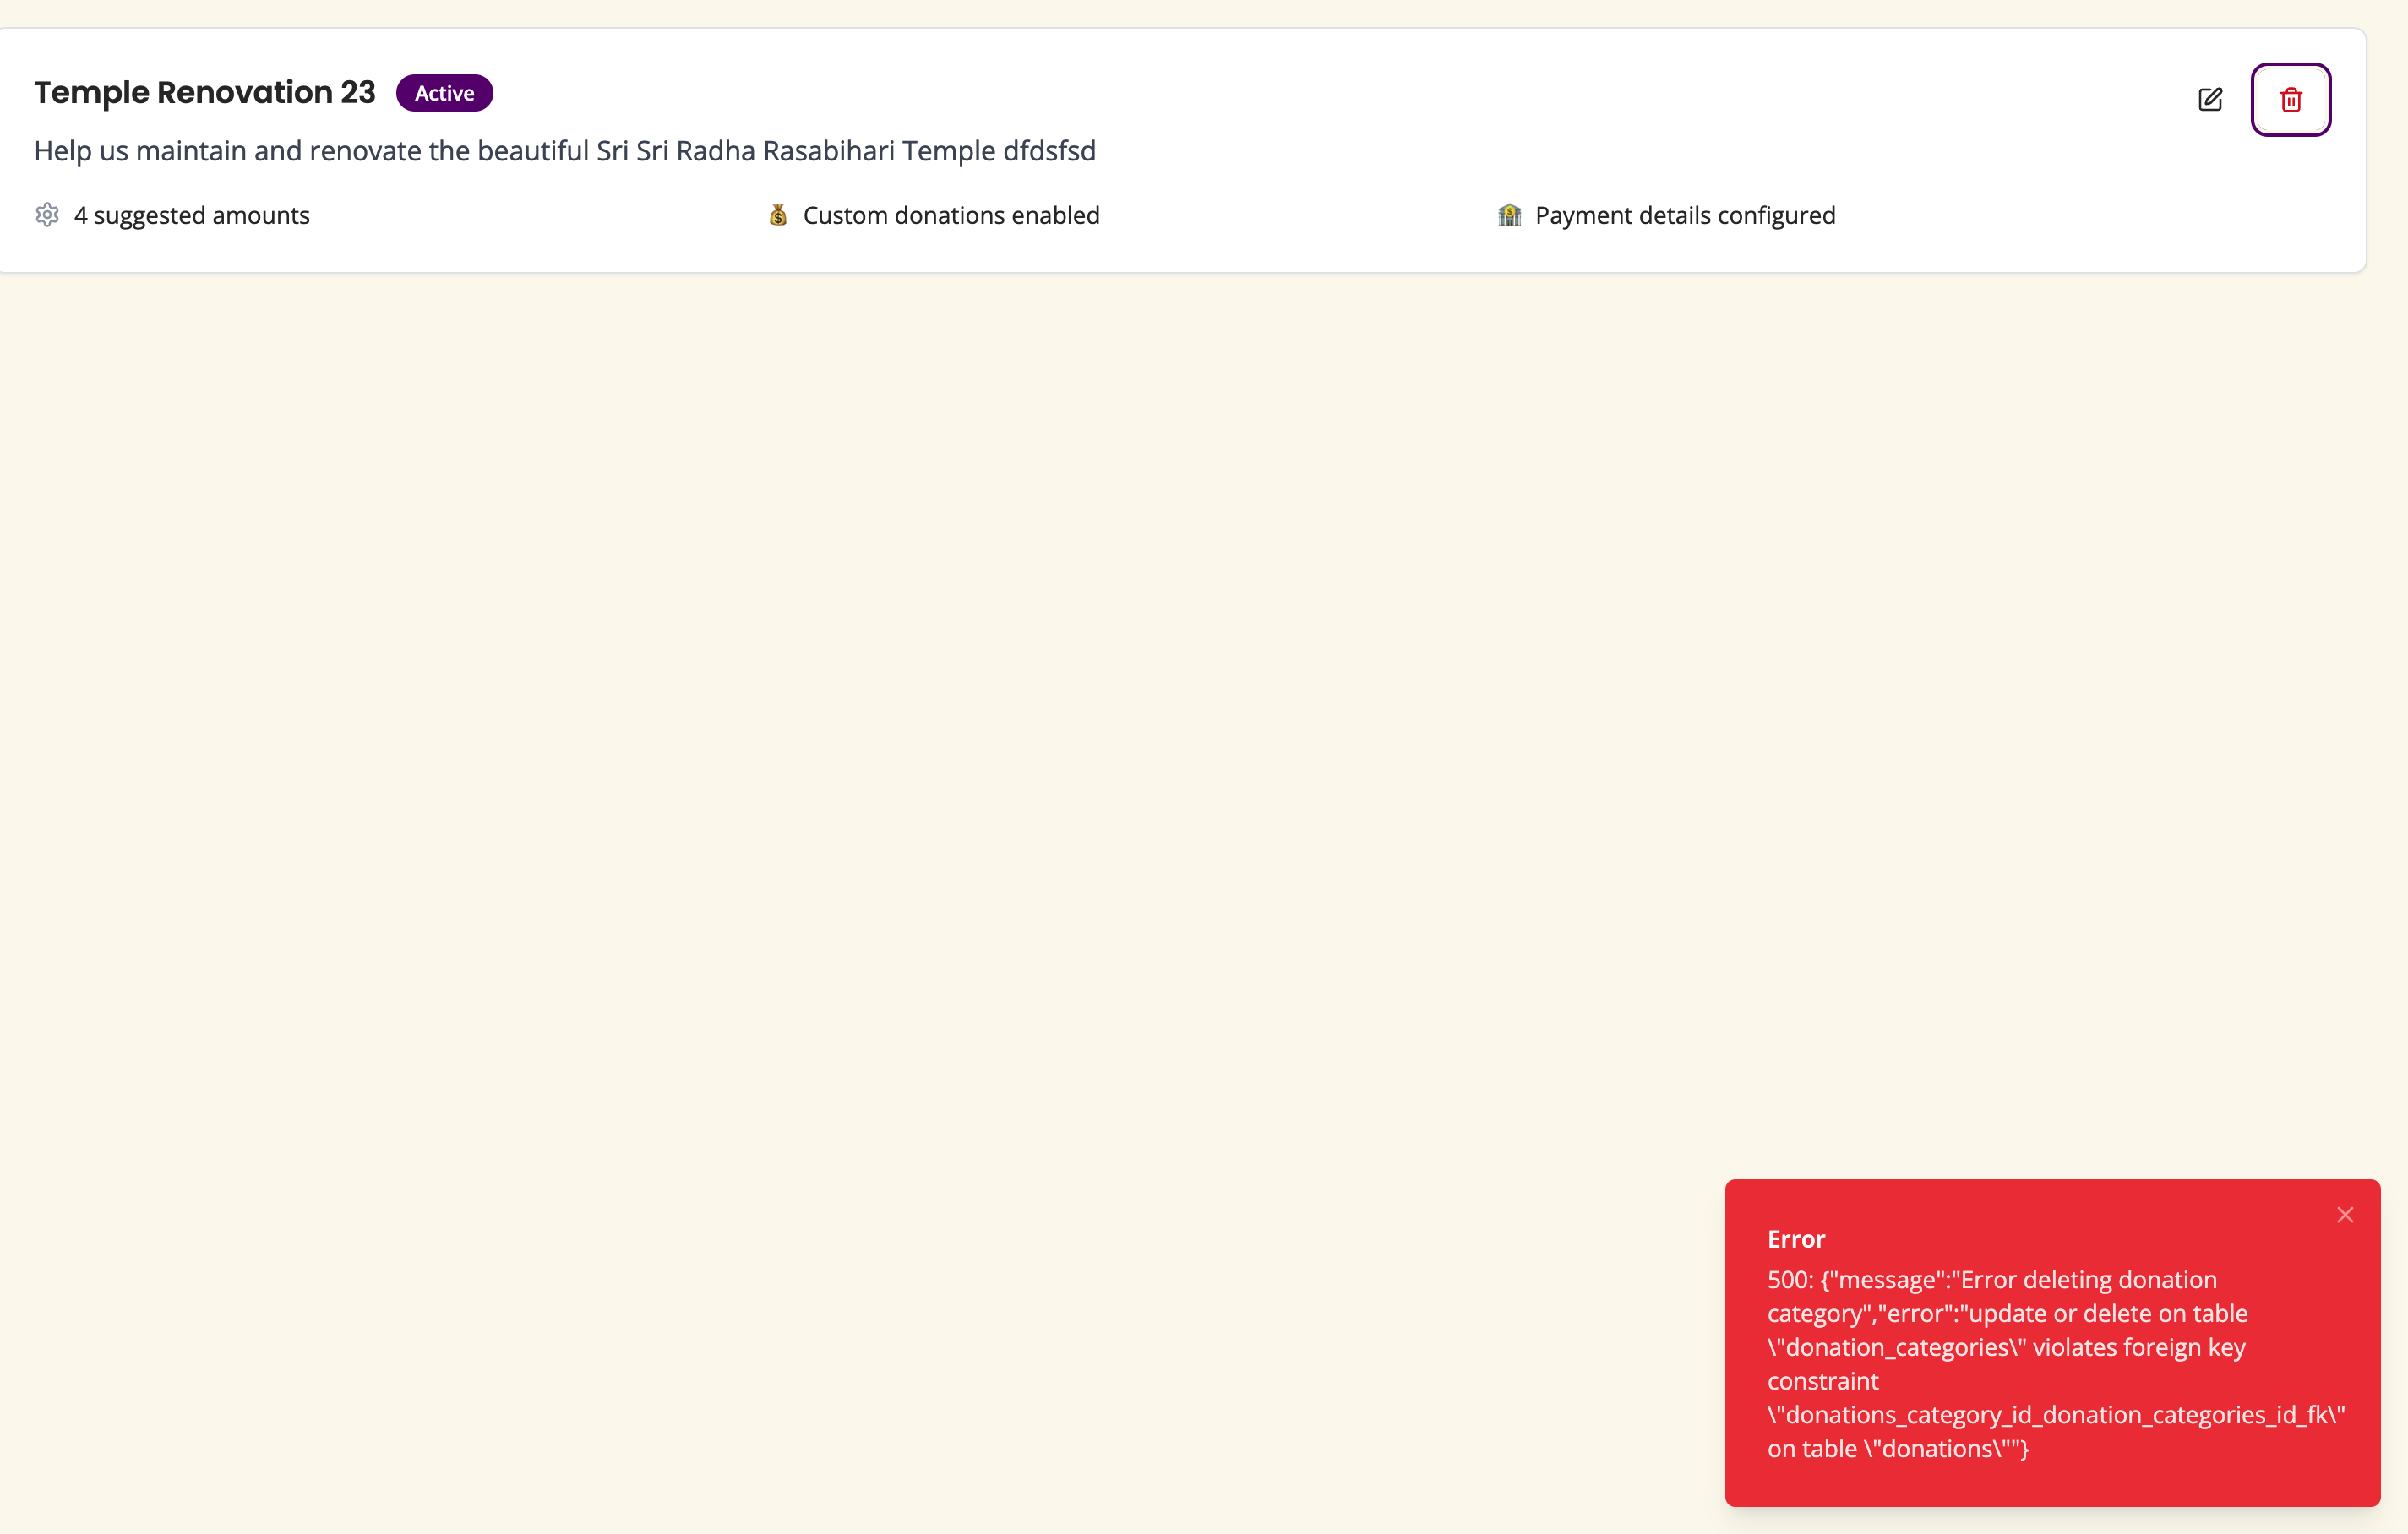 Temple Renovation 23 Active
Help us maintain and renovate the beautiful Sri Sri Radha Rasabihari Temple dfdsfsd
4 suggested amounts Custom donations enabled Payment details configured
Error
500: {"message":"Error deleting donation
category","error":"update or delete on table
\"donation_categories\" violates foreign key
constraint
\"donations_category_id_donation_categories_id_fk\"
on table \"donations\""}